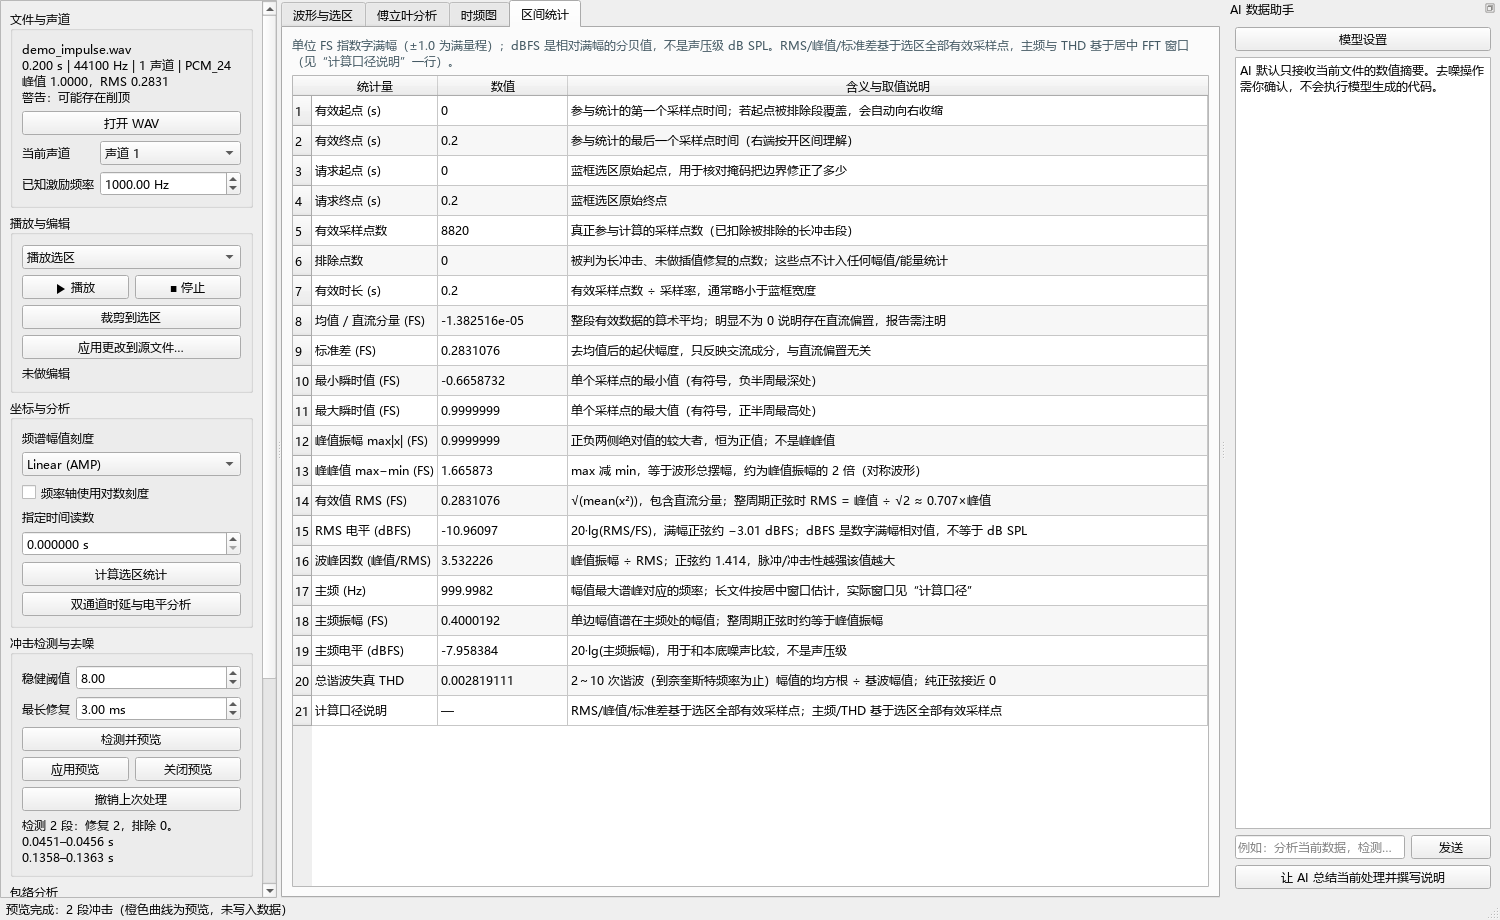 文件与声道
demo_impulse.wav
0.200 s | 44100 Hz | 1 声道 | PCM_24
峰值 1.0000，RMS 0.2831
警告：可能存在削顶
打开 WAV
当前声道
声道 1
已知激励频率
1000.00 Hz
播放与编辑
播放选区
▶ 播放
■ 停止
裁剪到选区
应用更改到源文件...
未做编辑
坐标与分析
频谱幅值刻度
Linear (AMP)
频率轴使用对数刻度
指定时间读数
0.000000 s
计算选区统计
双通道时延与电平分析
冲击检测与去噪
稳健阈值
8.00
最长修复
3.00 ms
检测并预览
应用预览
关闭预览
撤销上次处理
检测 2 段：修复 2，排除 0。
0.0451–0.0456 s
0.1358–0.1363 s
包络分析
预览完成：2 段冲击（橙色曲线为预览，未写入数据）
波形与选区
傅立叶分析
时频图
区间统计
单位 FS 指数字满幅（±1.0 为满量程）；dBFS 是相对满幅的分贝值，不是声压级 dB SPL。RMS/峰值/标准差基于选区全部有效采样点，主频与 THD 基于居中 FFT 窗口
（见“计算口径说明”一行）。
统计量 数值 含义与取值说明
1 有效起点 (s) 0 参与统计的第一个采样点时间；若起点被排除段覆盖，会自动向右收缩
2 有效终点 (s) 0.2 参与统计的最后一个采样点时间（右端按开区间理解）
3 请求起点 (s) 0 蓝框选区原始起点，用于核对掩码把边界修正了多少
4 请求终点 (s) 0.2 蓝框选区原始终点
5 有效采样点数 8820 真正参与计算的采样点数（已扣除被排除的长冲击段）
6 排除点数 0 被判为长冲击、未做插值修复的点数；这些点不计入任何幅值/能量统计
7 有效时长 (s) 0.2 有效采样点数 ÷ 采样率，通常略小于蓝框宽度
8 均值 / 直流分量 (FS) -1.382516e-05 整段有效数据的算术平均；明显不为 0 说明存在直流偏置，报告需注明
9 标准差 (FS) 0.2831076 去均值后的起伏幅度，只反映交流成分，与直流偏置无关
10 最小瞬时值 (FS) -0.6658732 单个采样点的最小值（有符号，负半周最深处）
11 最大瞬时值 (FS) 0.9999999 单个采样点的最大值（有符号，正半周最高处）
12 峰值振幅 max|x| (FS) 0.9999999 正负两侧绝对值的较大者，恒为正值；不是峰峰值
13 峰峰值 max−min (FS) 1.665873 max 减 min，等于波形总摆幅，约为峰值振幅的 2 倍（对称波形）
14 有效值 RMS (FS) 0.2831076 √(mean(x²))，包含直流分量；整周期正弦时 RMS = 峰值 ÷ √2 ≈ 0.707×峰值
15 RMS 电平 (dBFS) -10.96097 20·lg(RMS/FS)，满幅正弦约 −3.01 dBFS；dBFS 是数字满幅相对值，不等于 dB SPL
16 波峰因数 (峰值/RMS) 3.532226 峰值振幅 ÷ RMS；正弦约 1.414，脉冲/冲击性越强该值越大
17 主频 (Hz) 999.9982 幅值最大谱峰对应的频率；长文件按居中窗口估计，实际窗口见“计算口径”
18 主频振幅 (FS) 0.4000192 单边幅值谱在主频处的幅值；整周期正弦时约等于峰值振幅
19 主频电平 (dBFS) -7.958384 20·lg(主频振幅)，用于和本底噪声比较，不是声压级
20 总谐波失真 THD 0.002819111 2～10 次谐波（到奈奎斯特频率为止）幅值的均方根 ÷ 基波幅值；纯正弦接近 0
21 计算口径说明 — RMS/峰值/标准差基于选区全部有效采样点；主频/THD 基于选区全部有效采样点
AI 数据助手
模型设置
AI 默认只接收当前文件的数值摘要。去噪操作
需你确认，不会执行模型生成的代码。
例如：分析当前数据，检测...
发送
让 AI 总结当前处理并撰写说明